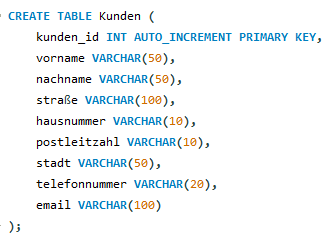 CREATE TABLE Kunden (
    kunden_id INT AUTO_INCREMENT PRIMARY KEY,
    vorname VARCHAR(50),
    nachname VARCHAR(50),
    straße VARCHAR(100),
    hausnummer VARCHAR(10),
    postleitzahl VARCHAR(10),
    stadt VARCHAR(50),
    telefonnummer VARCHAR(20),
    email VARCHAR(100)
);